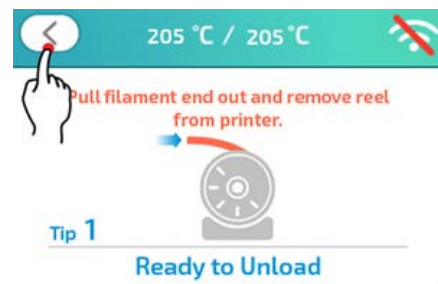 205 °C / 205 °C
Pull filament end out and remove reel
from printer.
Tip 1
Ready to Unload